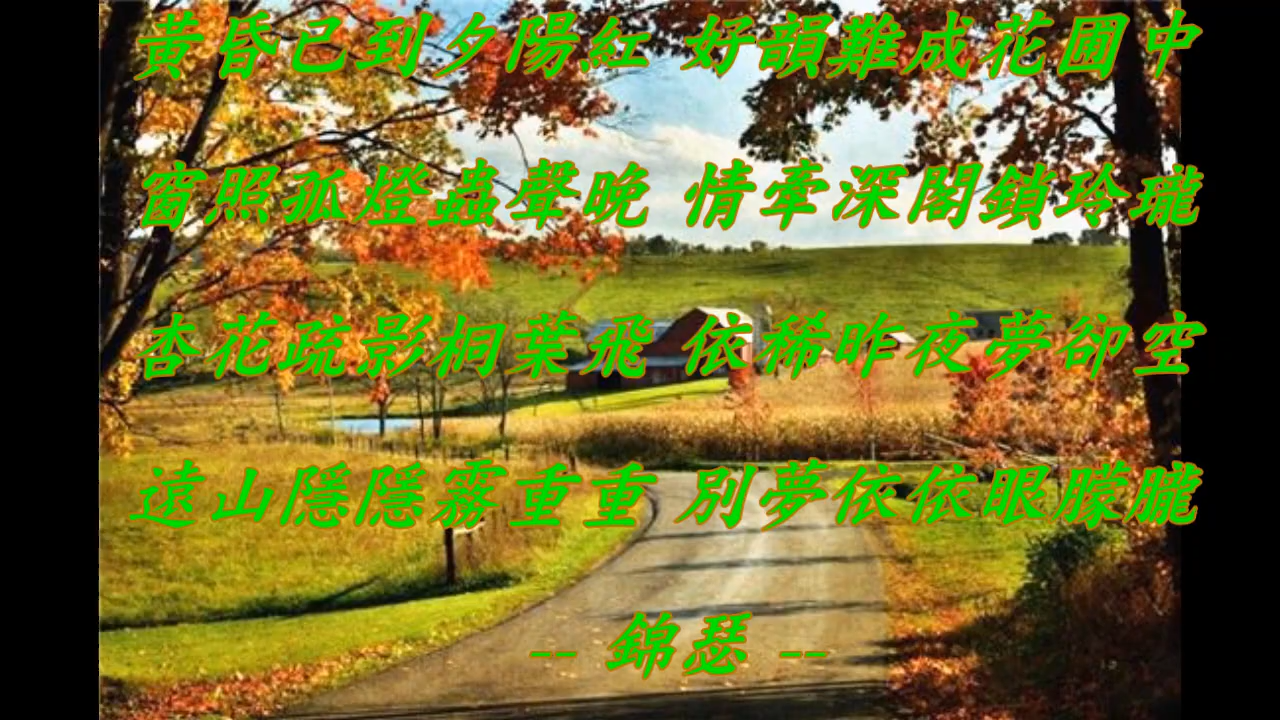 黃昏已到夕陽紅 好韻難成花圃中
窗照孤燈蟲聲晚 情牽深閣鎖玲瓏
杏花疏影桐葉飛 依稀昨夜夢卻空
遠山隱隱霧重重 別夢依依眼朦朧
-- 錦瑟 --